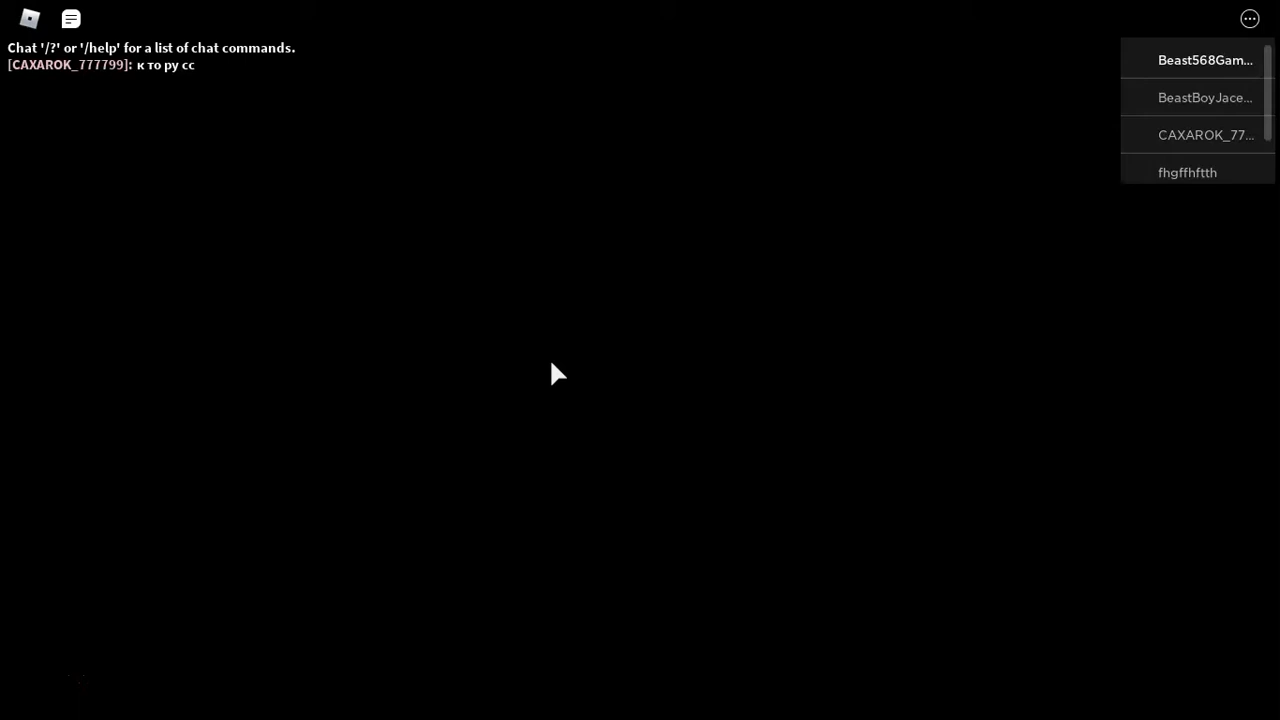 Chat '/?' or '/help' for a list of chat commands.
[CAXAROK_777799]: к то ру сс
Beast568Gam...
BeastBoyJace...
CAXAROK_77...
fhgffhftth